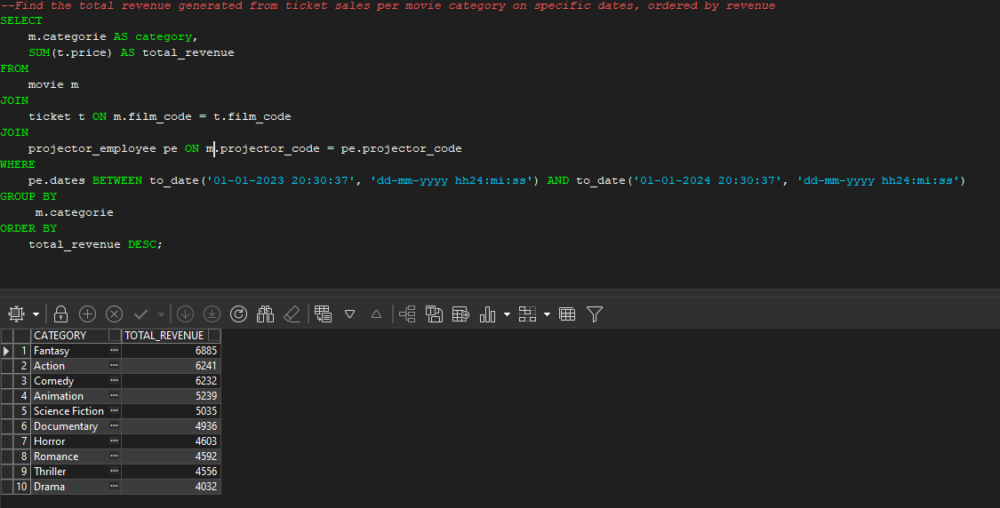 --Find the total revenue generated from ticket sales per movie category on specific dates, ordered by revenue
SELECT
m.categorie AS category,
SUM(t.price) AS total_revenue
FROM
movie m
JOIN
ticket t ON m.film_code = t.film_code
JOIN
projector_employee pe ON m.projector_code = pe.projector_code
WHERE
pe.dates BETWEEN to_date('01-01-2023 20:30:37', 'dd-mm-yyyy hh24:mi:ss') AND to_date('01-01-2024 20:30:37', 'dd-mm-yyyy hh24:mi:ss')
GROUP BY
m.categorie
ORDER BY
total_revenue DESC;
CATEGORY TOTAL_REVENUE
1 Fantasy ... 6885
2 Action ... 6241
3 Comedy ... 6232
4 Animation ... 5239
5 Science Fiction ... 5035
6 Documentary ... 4936
7 Horror ... 4603
8 Romance ... 4592
9 Thriller ... 4556
10 Drama ... 4032